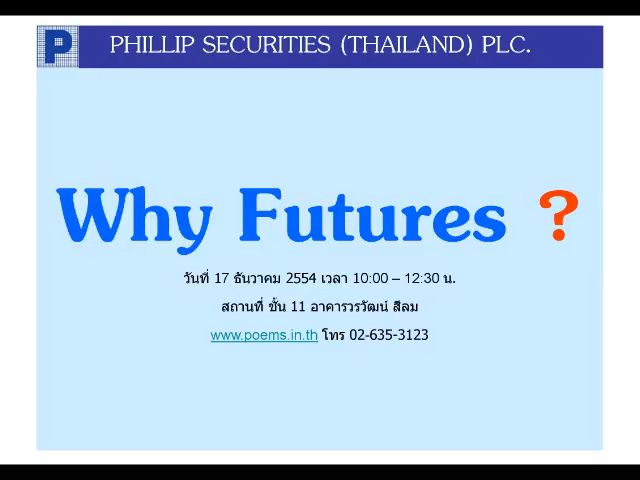 P
PHILLIP SECURITIES (THAILAND) PLC.
Why Futures ?
วันที่ 17 ธันวาคม 2554 เวลา 10:00 – 12:30 น.
สถานที่ ชั้น 11 อาคารวรวัฒน์ สีลม
www.poems.in.th โทร 02-635-3123